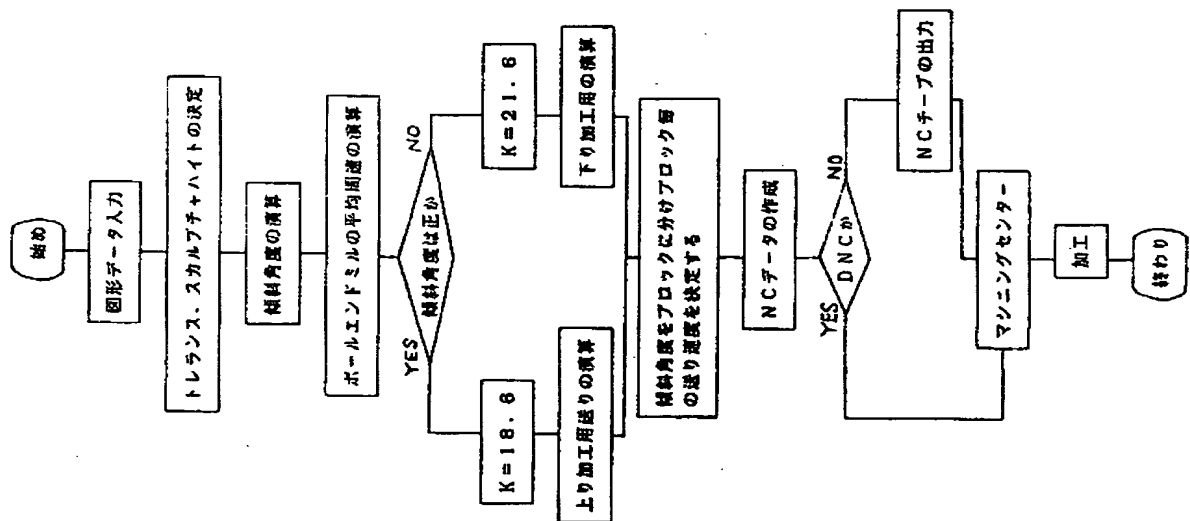 始め
図形データ入力
トレランス、スカルプチャハイトの決定
傾斜角度の演算
ボールエンドミルの平均周速の演算
傾斜角度は正か
YES
NO
K=18.6
K=21.6
上り加工用送りの演算
下り加工用の演算
傾斜角度をブロックに分けブロック毎
の送り速度を決定する
NCデータの作成
DNCか
YES
NO
NCテープの出力
マシニングセンター
加工
終わり